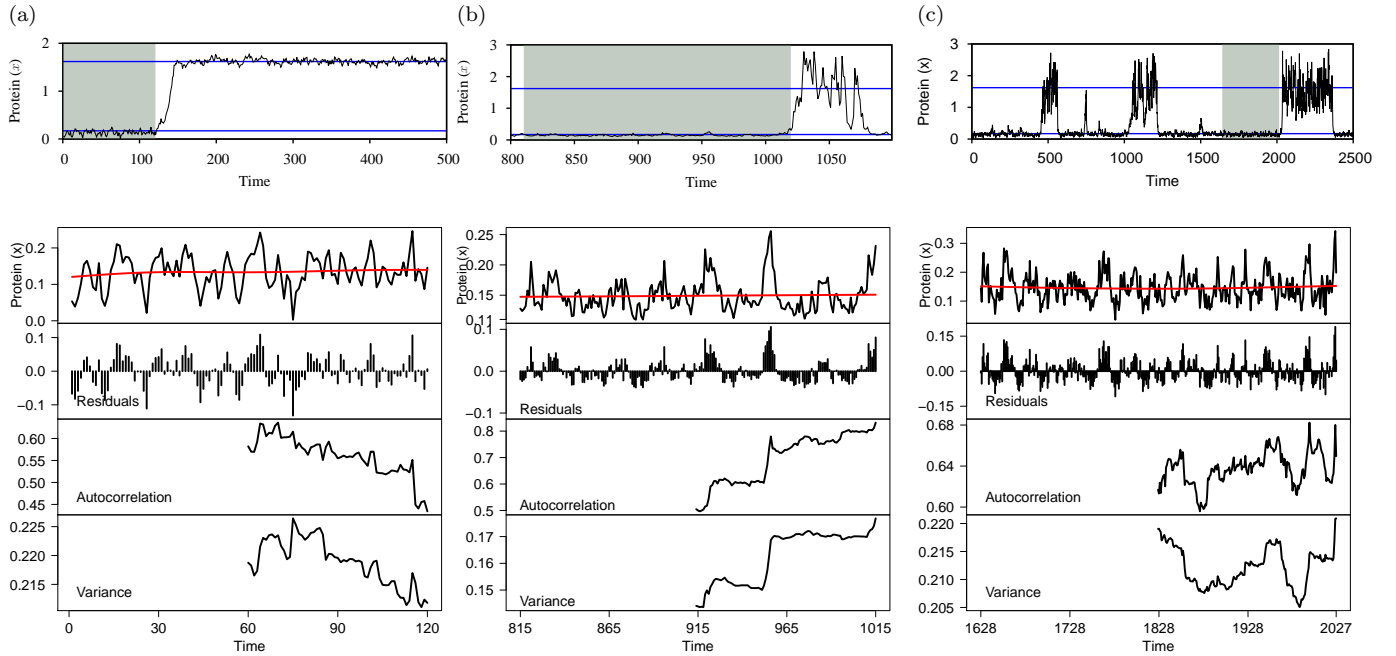 (a)
2
1
0
Protein (x)
0 100 200 300 400 500
Time
(b)
3
2
1
0
Protein (x)
800 850 900 950 1000 1050
Time
(c)
3
2
1
0
Protein (x)
0 500 1000 1500 2000 2500
Time
Protein (x)
0.2
0.1
0.0
0.1
0.0
−0.1
Residuals
0.60
0.55
0.50
0.45
Autocorrelation
0.225
0.220
0.215
Variance
0 30 60 90 120
Time
Protein (x)
0.25
0.20
0.15
0.11
0.1
0.0
−0.1
Residuals
0.8
0.7
0.6
0.5
Autocorrelation
0.17
0.15
Variance
815 865 915 965 1015
Time
Protein (x)
0.3
0.2
0.1
0.15
0.00
−0.15
Residuals
0.68
0.64
0.60
Autocorrelation
0.220
0.215
0.210
0.205
Variance
1628 1728 1828 1928 2027
Time